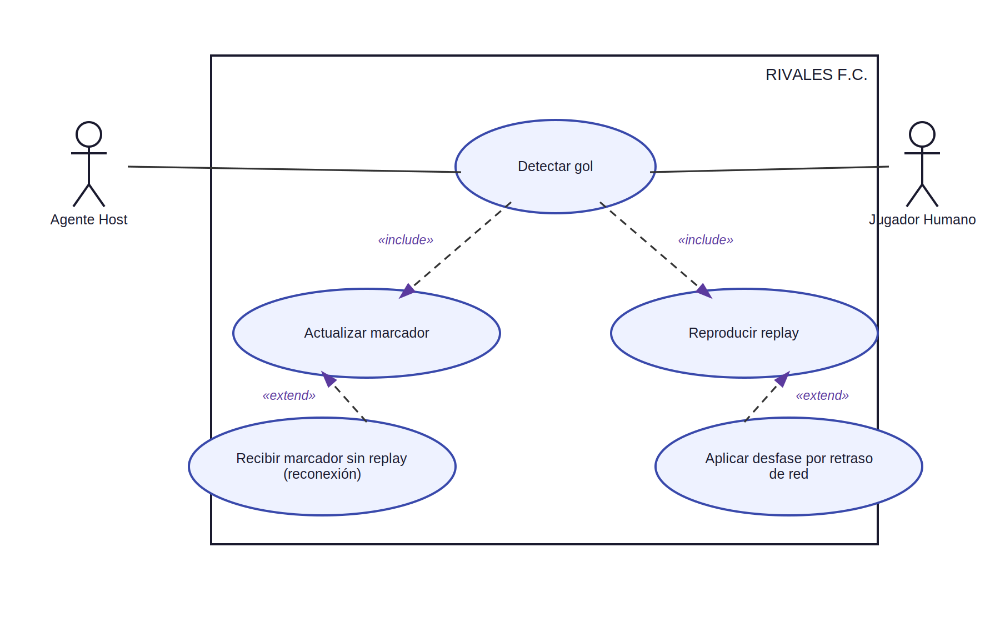 RIVALES F.C.
Detectar gol
Agente Host
Jugador Humano
«include»
«include»
Actualizar marcador
Reproducir replay
«extend»
«extend»
Recibir marcador sin replay
(reconexión)
Aplicar desfase por retraso
de red